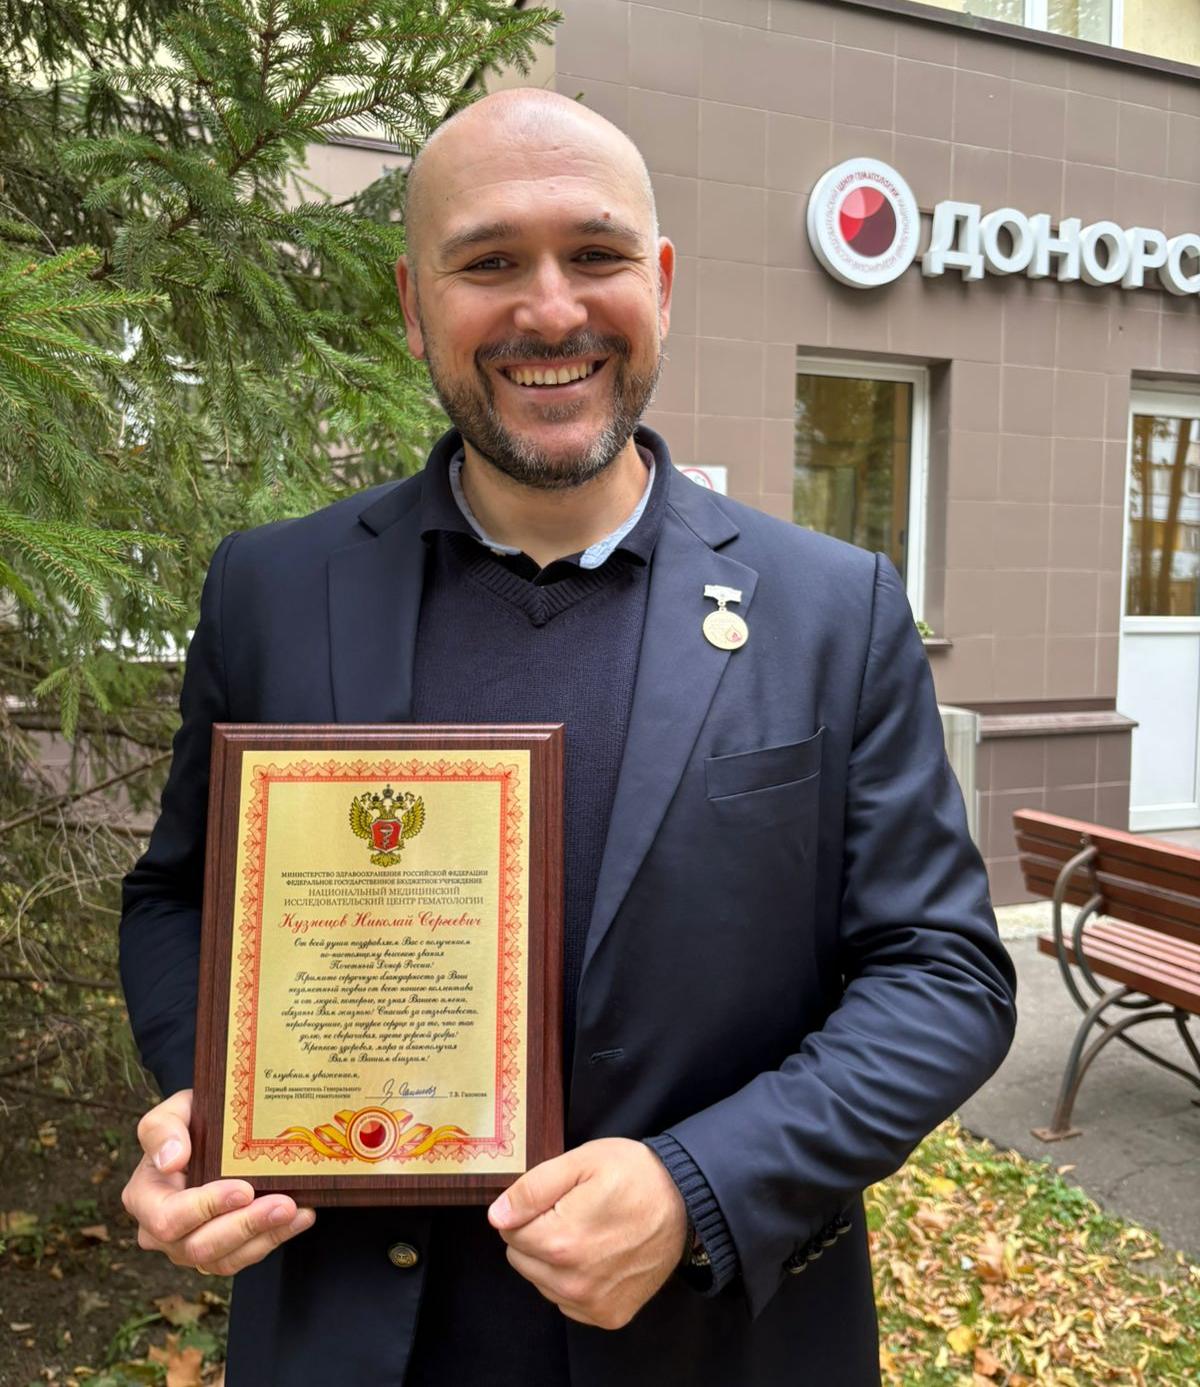 ДОНОРС
МИНИСТЕРСТВО ЗДРАВООХРАНЕНИЯ РОССИЙСКОЙ ФЕДЕРАЦИИ
ФЕДЕРАЛЬНОЕ ГОСУДАРСТВЕННОЕ БЮДЖЕТНОЕ УЧРЕЖДЕНИЕ
НАЦИОНАЛЬНЫЙ МЕДИЦИНСКИЙ
ИССЛЕДОВАТЕЛЬСКИЙ ЦЕНТР ГЕМАТОЛОГИИ
Кузнецов Николай Сергеевич
От всей души поздравляем Вас с получением
по-настоящему высокого звания
Почетный Донор России!
Примите сердечную благодарность за Ваш
незаметный подвиг от всего нашего коллектива
и от людей, которые, не зная Вашего имени,
обязаны Вам жизнью! Спасибо за отзывчивость,
неравнодушие, за щедрое сердце и за то, что так
долго, не сворачивая, идете дорогой добра!
Крепкого здоровья, мира и благополучия
Вам и Вашим близким!
С глубоким уважением,
Первый заместитель Генерального
директора НМИЦ гематологии Т.В. Гапонова